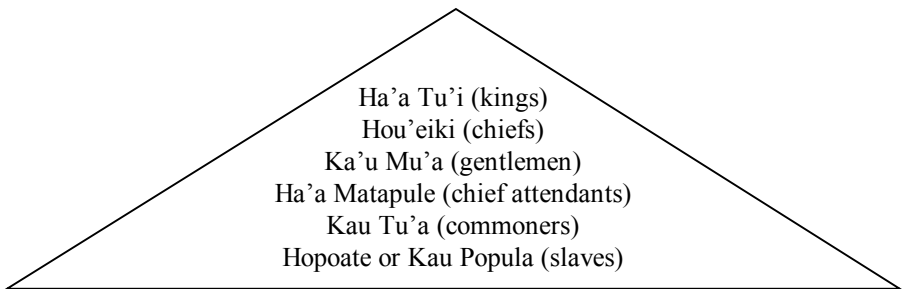 Ha’a Tu’i (kings)
Hou’eiki (chiefs)
Ka’u Mu’a (gentlemen)
Ha’a Matapule (chief attendants)
Kau Tu’a (commoners)
Hopoate or Kau Popula (slaves)